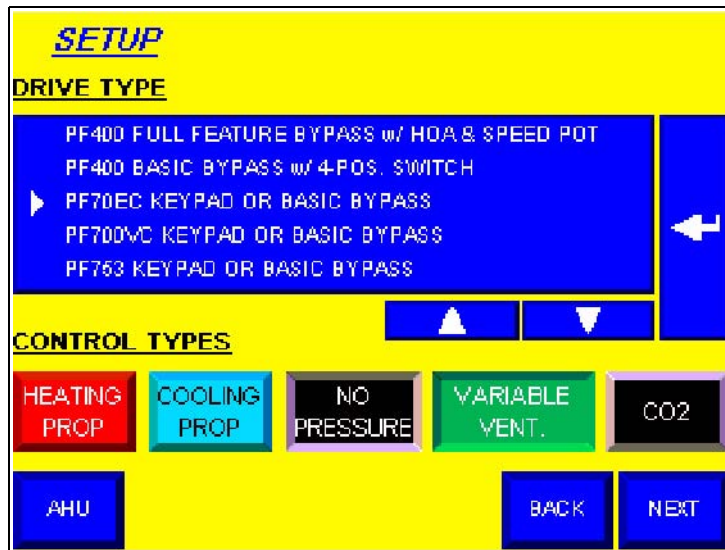 SETUP
DRIVE TYPE
PF400 FULL FEATURE BYPASS w/ HOA & SPEED POT
PF400 BASIC BYPASS w/ 4-POS. SWITCH
PF70EC KEYPAD OR BASIC BYPASS
PF700VC KEYPAD OR BASIC BYPASS
PF753 KEYPAD OR BASIC BYPASS
CONTROL TYPES
HEATING
PROP
COOLING
PROP
NO
PRESSURE
VARIABLE
VENT.
CO2
AHU
BACK
NEXT